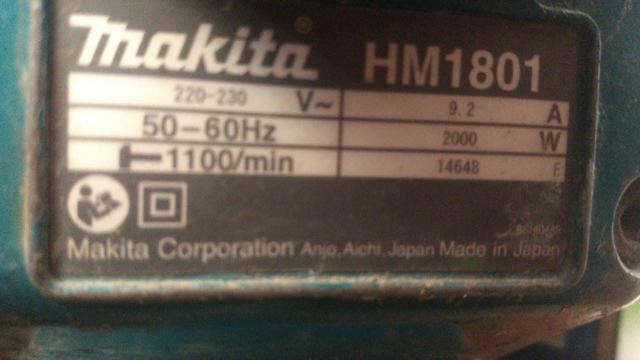 makita HM1801
220-230 V~ 9.2 A
50-60Hz 2000 W
1100/min 14648 E
Makita Corporation Anjo, Aichi, Japan Made in Japan